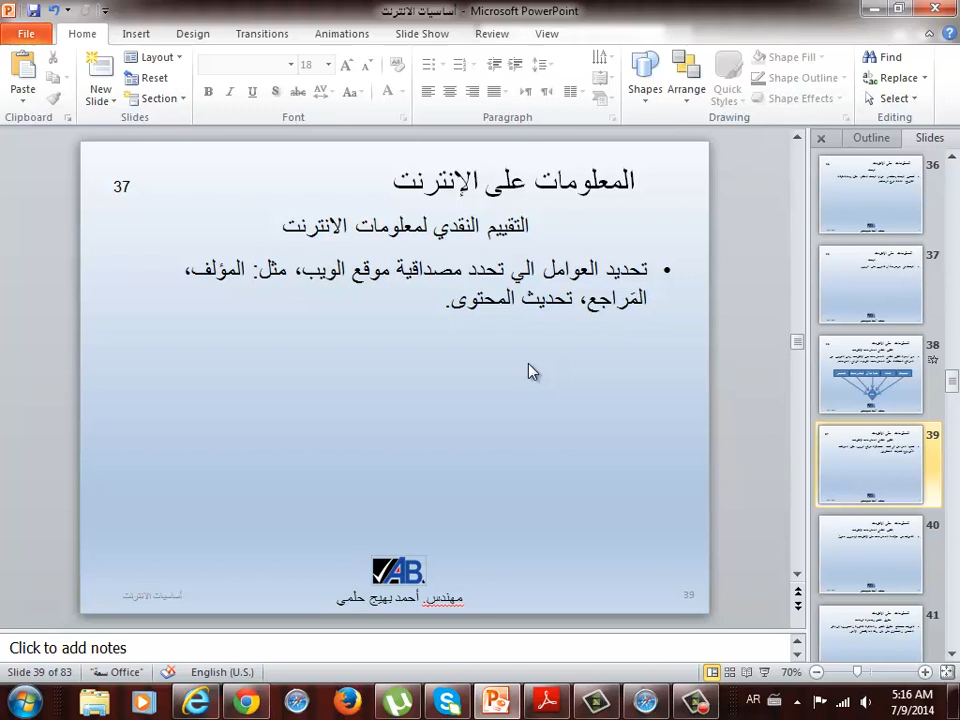 أساسيات الانترنت - Microsoft PowerPoint
File Home Insert Design Transitions Animations Slide Show Review View
Paste
New Slide
Layout
Reset
Section
18
Shapes
Arrange
Quick Styles
Shape Fill
Shape Outline
Shape Effects
Find
Replace
Select
Clipboard Slides Font Paragraph Drawing Editing
Outline Slides
37
المعلومات على الإنترنت
التقييم النقدي لمعلومات الانترنت
• تحديد العوامل الي تحدد مصداقية موقع الويب، مثل: المؤلف،
المَراجع، تحديث المحتوى.
AB
مهندس. أحمد بهيج حلمي
أساسيات الانترنت
39
36
37
38
39
40
41
Click to add notes
Slide 39 of 83
Office سمة"
English (U.S.)
70%
AR
5:16 AM
7/9/2014